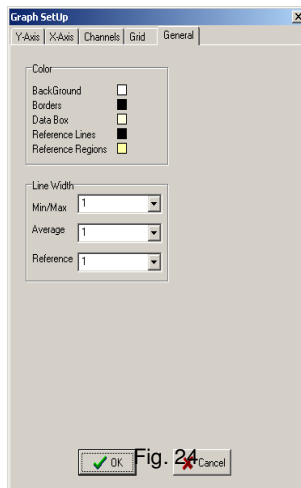 Graph SetUp
Y-Axis X-Axis Channels Grid General
Color
BackGround
Borders
Data Box
Reference Lines
Reference Regions
Line Width
Min/Max 1
Average 1
Reference 1
OK Fig. 24 Cancel